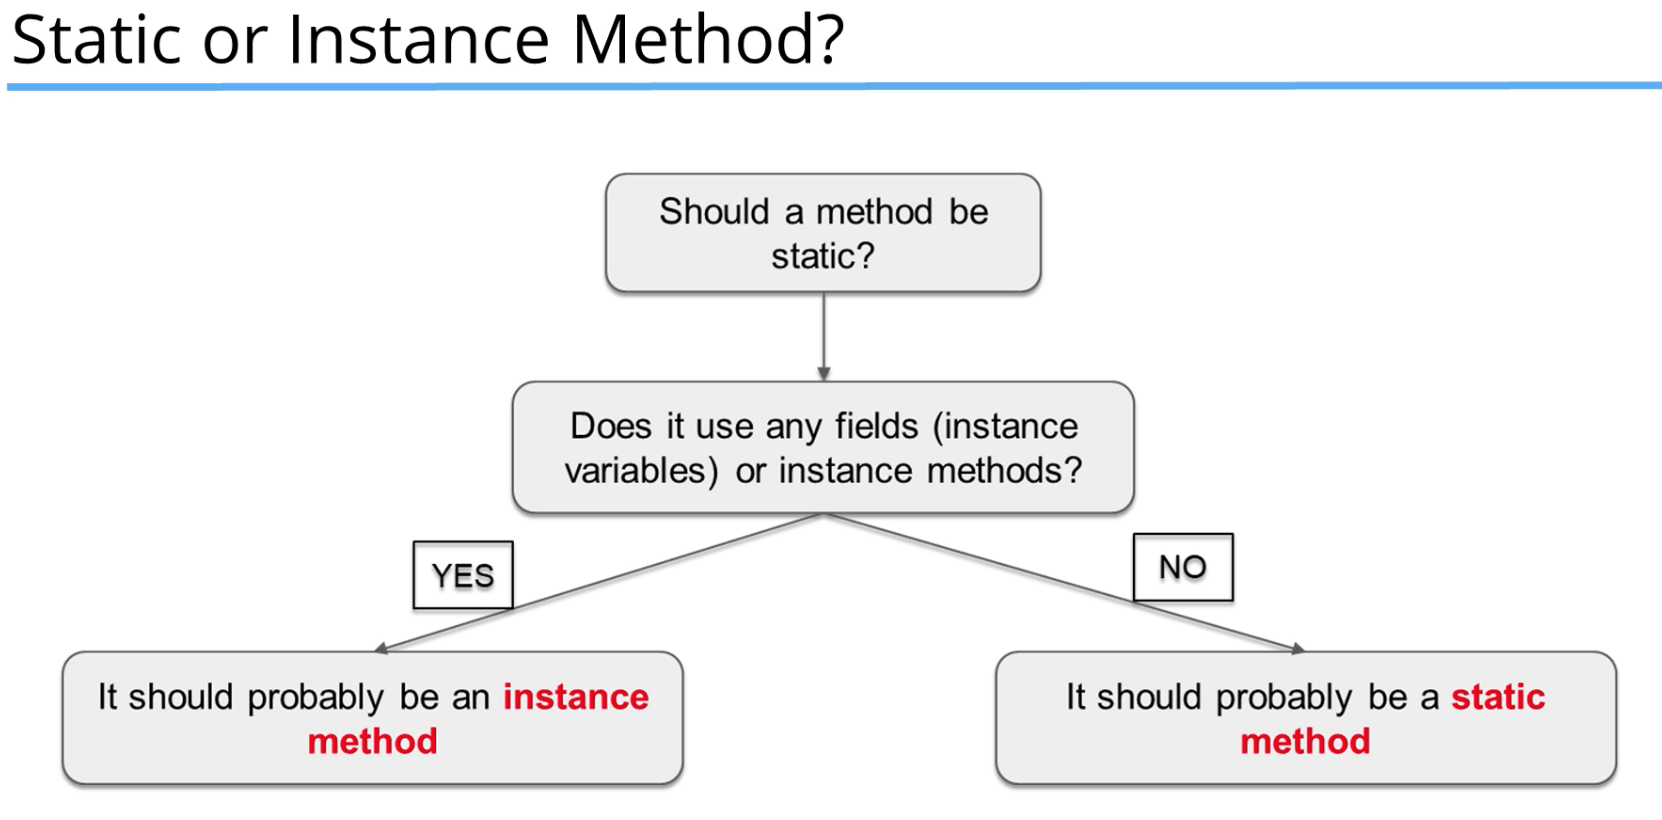 Static or Instance Method?
Should a method be
static?
Does it use any fields (instance
variables) or instance methods?
YES
NO
It should probably be an instance
method
It should probably be a static
method